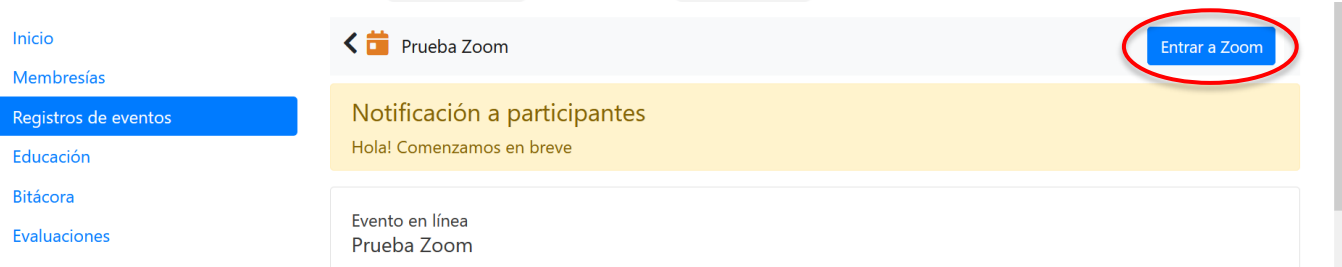 Inicio
Membresías
Registros de eventos
Educación
Bitácora
Evaluaciones
Prueba Zoom
Entrar a Zoom
Notificación a participantes
Hola! Comenzamos en breve
Evento en línea
Prueba Zoom